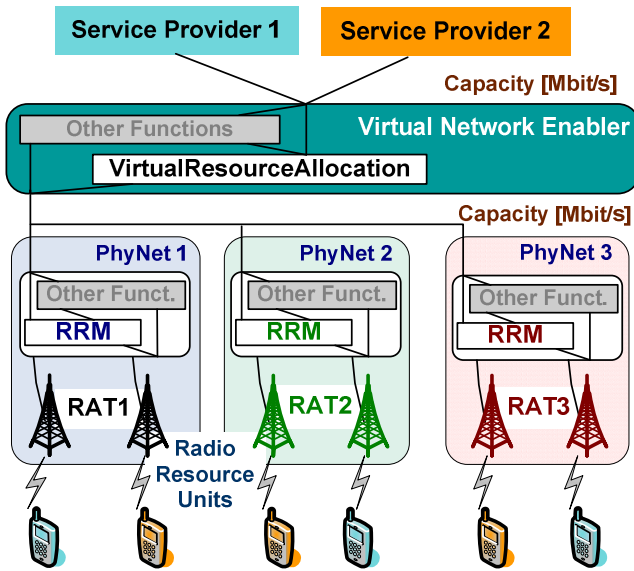 Service Provider 1
Service Provider 2
Capacity [Mbit/s]
Other Functions
Virtual Network Enabler
VirtualResourceAllocation
Capacity [Mbit/s]
PhyNet 1
PhyNet 2
PhyNet 3
Other Funct.
Other Funct.
Other Funct.
RRM
RRM
RRM
RAT1
RAT2
RAT3
Radio
Resource
Units